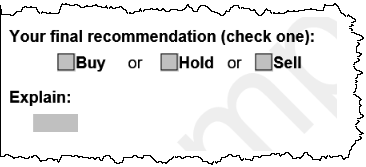 Your final recommendation (check one):
Buy or Hold or Sell
Explain: